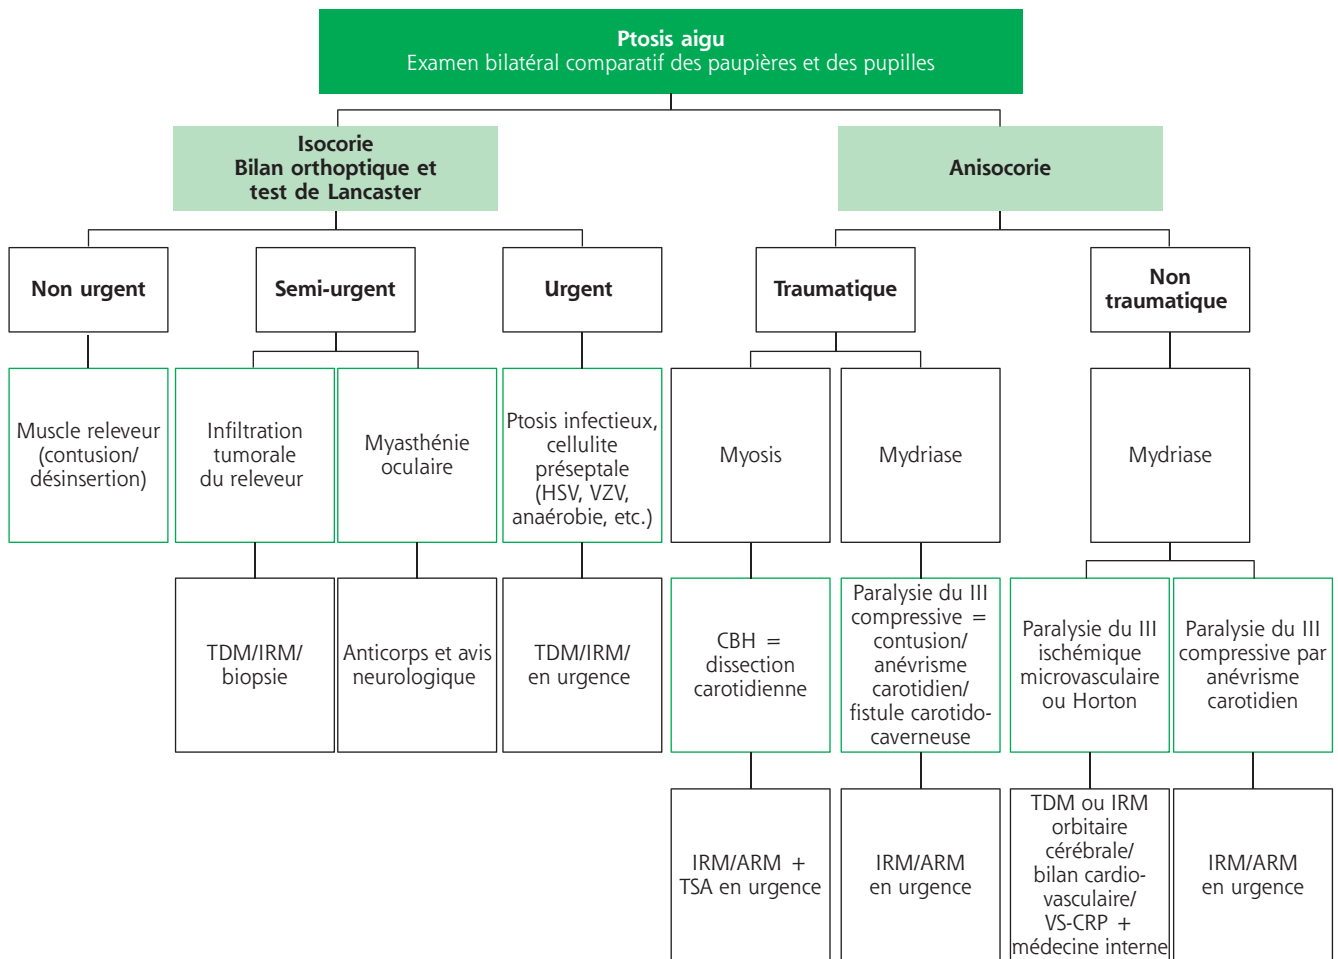 Ptosis aigu
Examen bilatéral comparatif des paupières et des pupilles
Isocorie
Bilan orthoptique et
test de Lancaster
Anisocorie
Non urgent
Semi-urgent
Urgent
Traumatique
Non
traumatique
Muscle releveur
(contusion/
désinsertion)
Infiltration
tumorale
du releveur
Myasthénie
oculaire
Ptosis infectieux,
cellulite
préseptale
(HSV, VZV,
anaérobie, etc.)
Myosis
Mydriase
Mydriase
TDM/IRM/
biopsie
Anticorps et avis
neurologique
TDM/IRM/
en urgence
CBH =
dissection
carotidienne
Paralysie du III
compressive =
contusion/
anévrisme
carotidien/
fistule carotido-
caverneuse
Paralysie du III
ischémique
microvasculaire
ou Horton
Paralysie du III
compressive par
anévrisme
carotidien
IRM/ARM +
TSA en urgence
IRM/ARM
en urgence
TDM ou IRM
orbitaire
cérébrale/
bilan cardio-
vasculaire/
VS-CRP +
médecine interne
IRM/ARM
en urgence